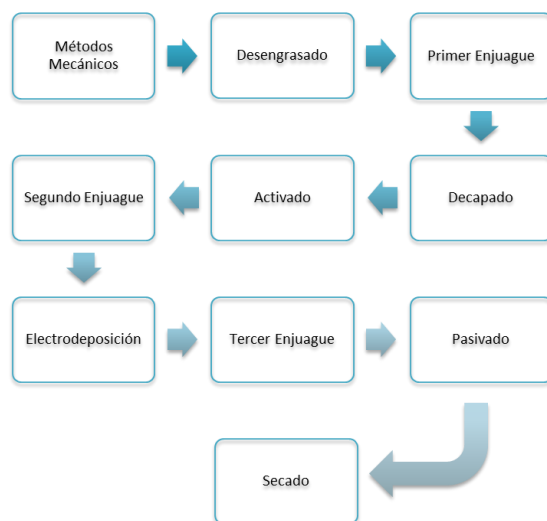 Métodos
Mecánicos
Desengrasado
Primer Enjuague
Decapado
Activado
Segundo Enjuague
Electrodeposición
Tercer Enjuague
Pasivado
Secado